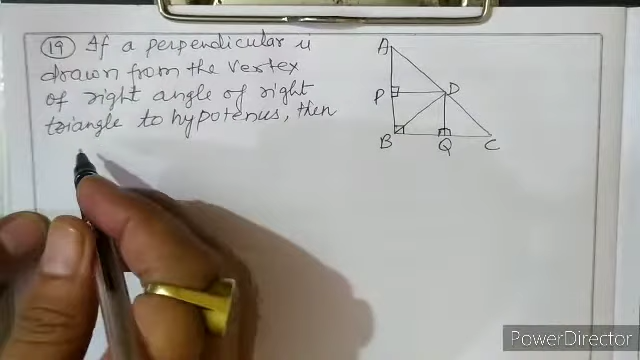 19 If a perpendicular is
drawn from the vertex
of right angle of right
triangle to hypotenus, then
A
P
D
B
Q
C
PowerDirector